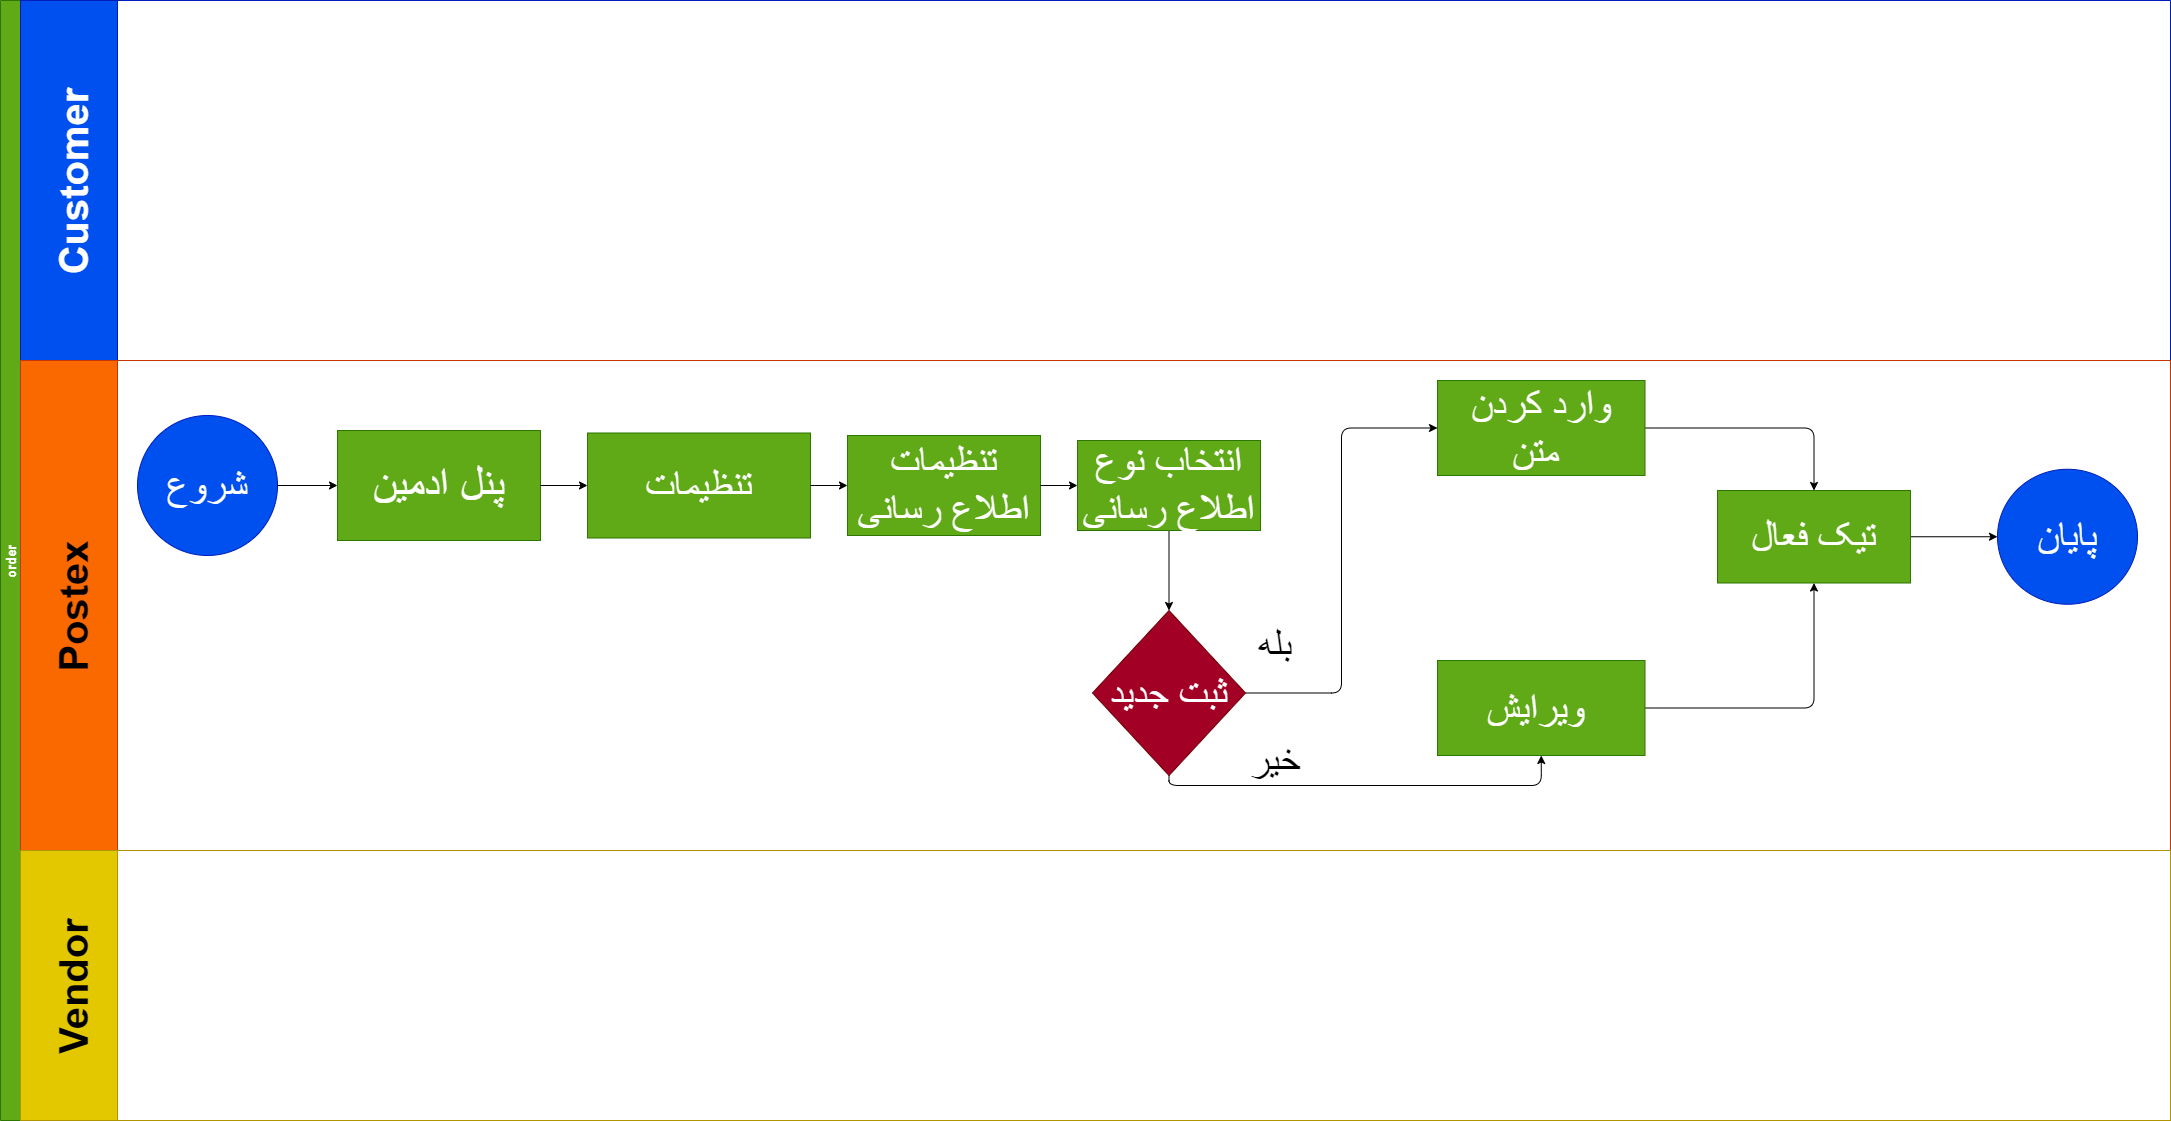 order
Customer
Postex
Vendor
شروع
پنل ادمین
تنظیمات
تنظیمات
اطلاع رسانی
انتخاب نوع
اطلاع رسانی
ثبت جدید
بله
خیر
وارد کردن
متن
ویرایش
تیک فعال
پایان